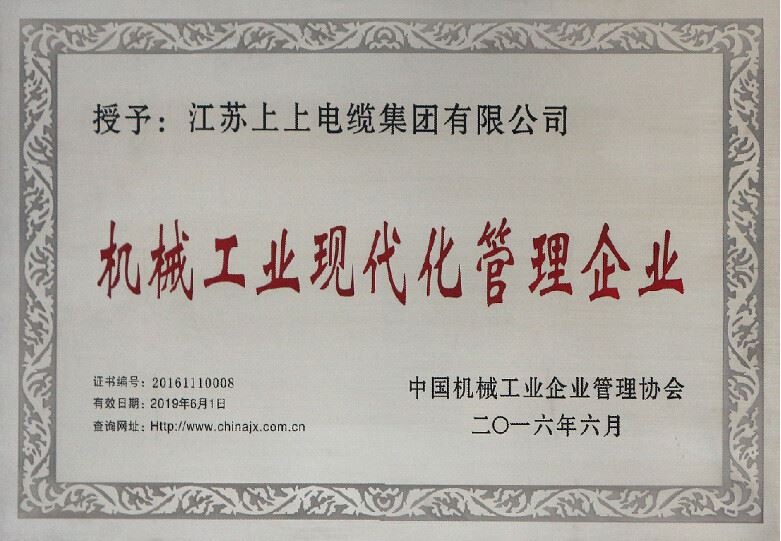 授予：江苏上上电缆集团有限公司
机械工业现代化管理企业
证书编号：20161110008
有效日期：2019年6月1日
查询网址：Http://www.chinajx.com.cn
中国机械工业企业管理协会
二〇一六年六月